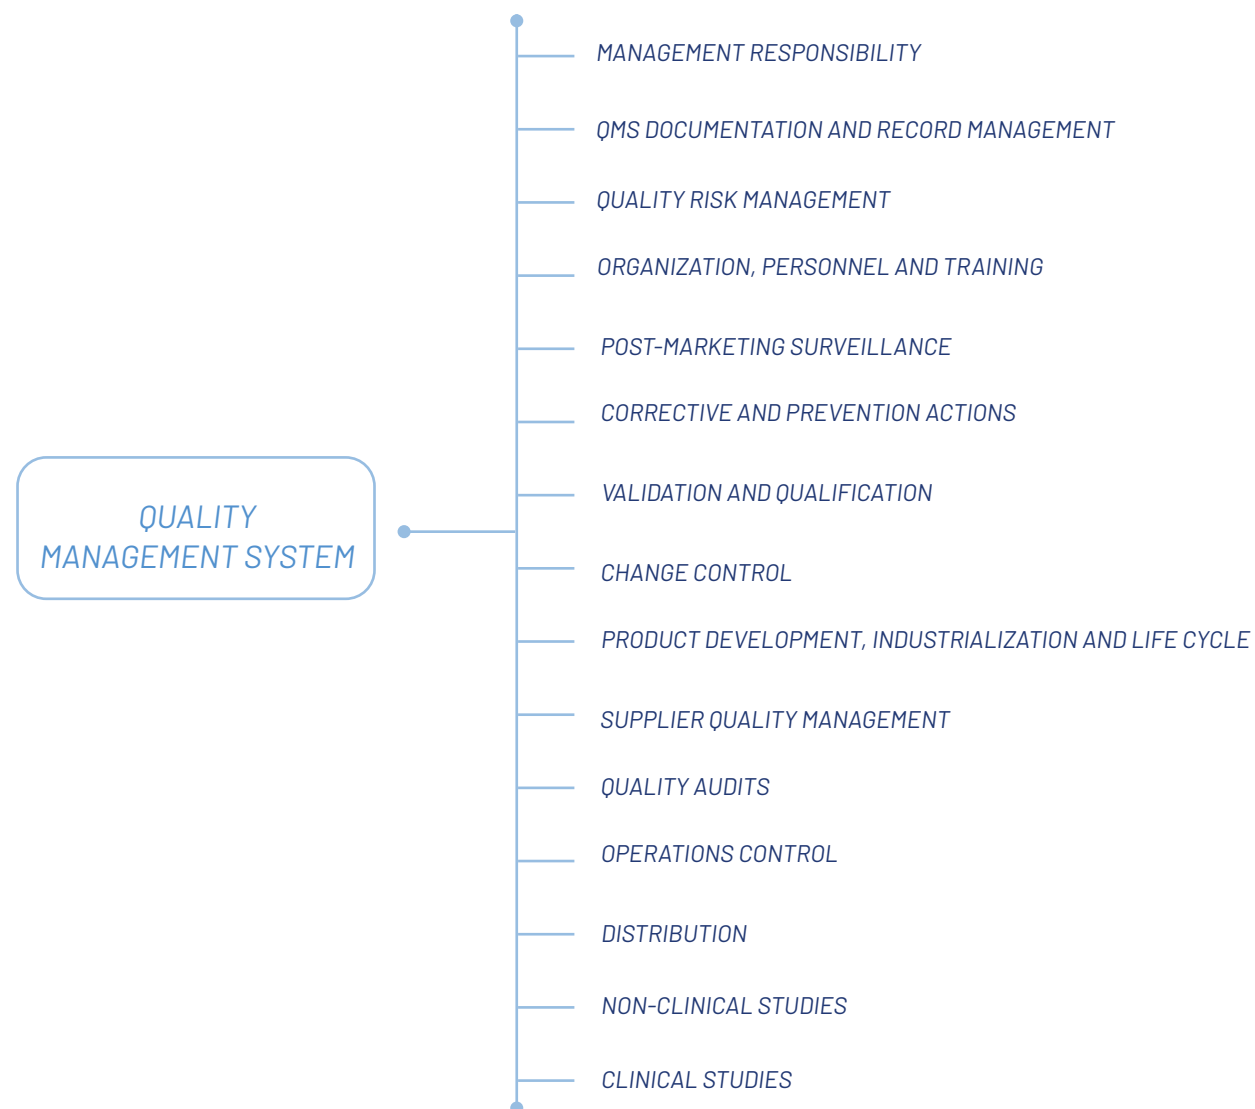 MANAGEMENT RESPONSIBILITY
QMS DOCUMENTATION AND RECORD MANAGEMENT
QUALITY RISK MANAGEMENT
ORGANIZATION, PERSONNEL AND TRAINING
POST-MARKETING SURVEILLANCE
CORRECTIVE AND PREVENTION ACTIONS
VALIDATION AND QUALIFICATION
QUALITY
MANAGEMENT SYSTEM
CHANGE CONTROL
PRODUCT DEVELOPMENT, INDUSTRIALIZATION AND LIFE CYCLE
SUPPLIER QUALITY MANAGEMENT
QUALITY AUDITS
OPERATIONS CONTROL
DISTRIBUTION
NON-CLINICAL STUDIES
CLINICAL STUDIES